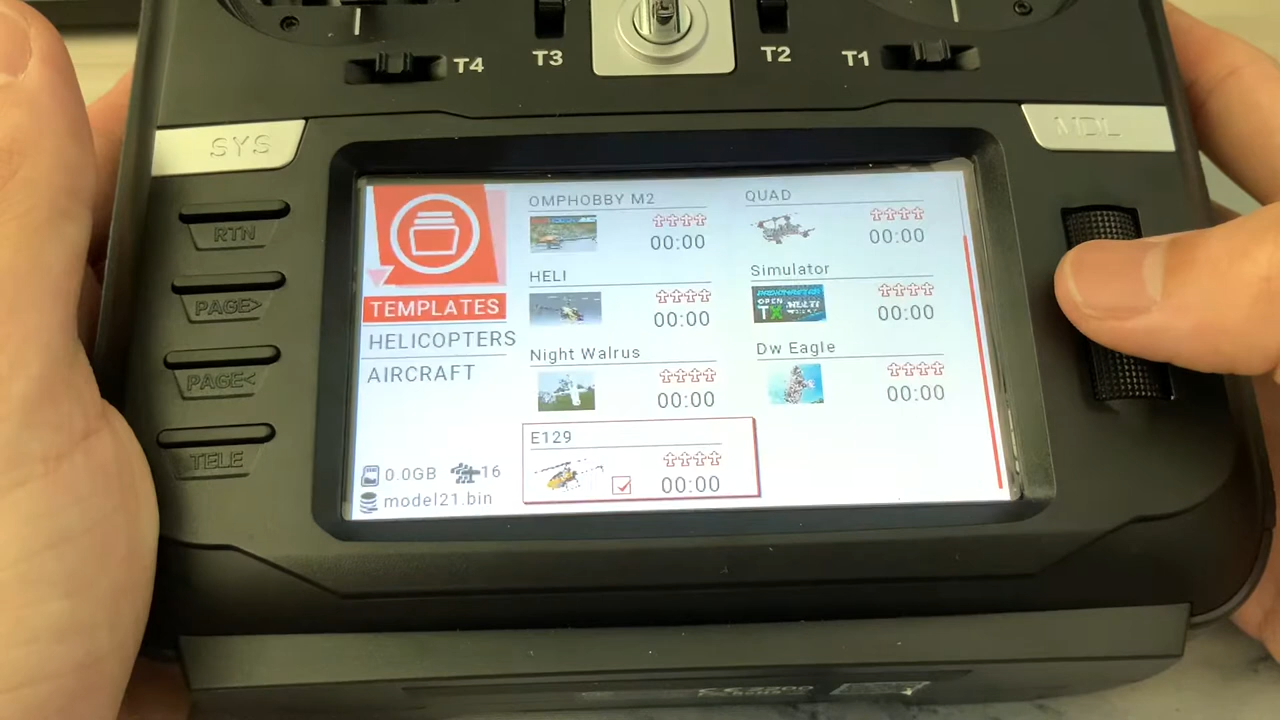 T4
T3
T2
T1
SYS
MDL
RTN
PAGE>
PAGE<
TELE
TEMPLATES
HELICOPTERS
AIRCRAFT
0.0GB 16
model21.bin
OMPHOBBY M2
00:00
QUAD
00:00
HELI
00:00
Simulator
OPEN
TX
00:00
Night Walrus
00:00
Dw Eagle
00:00
E129
00:00